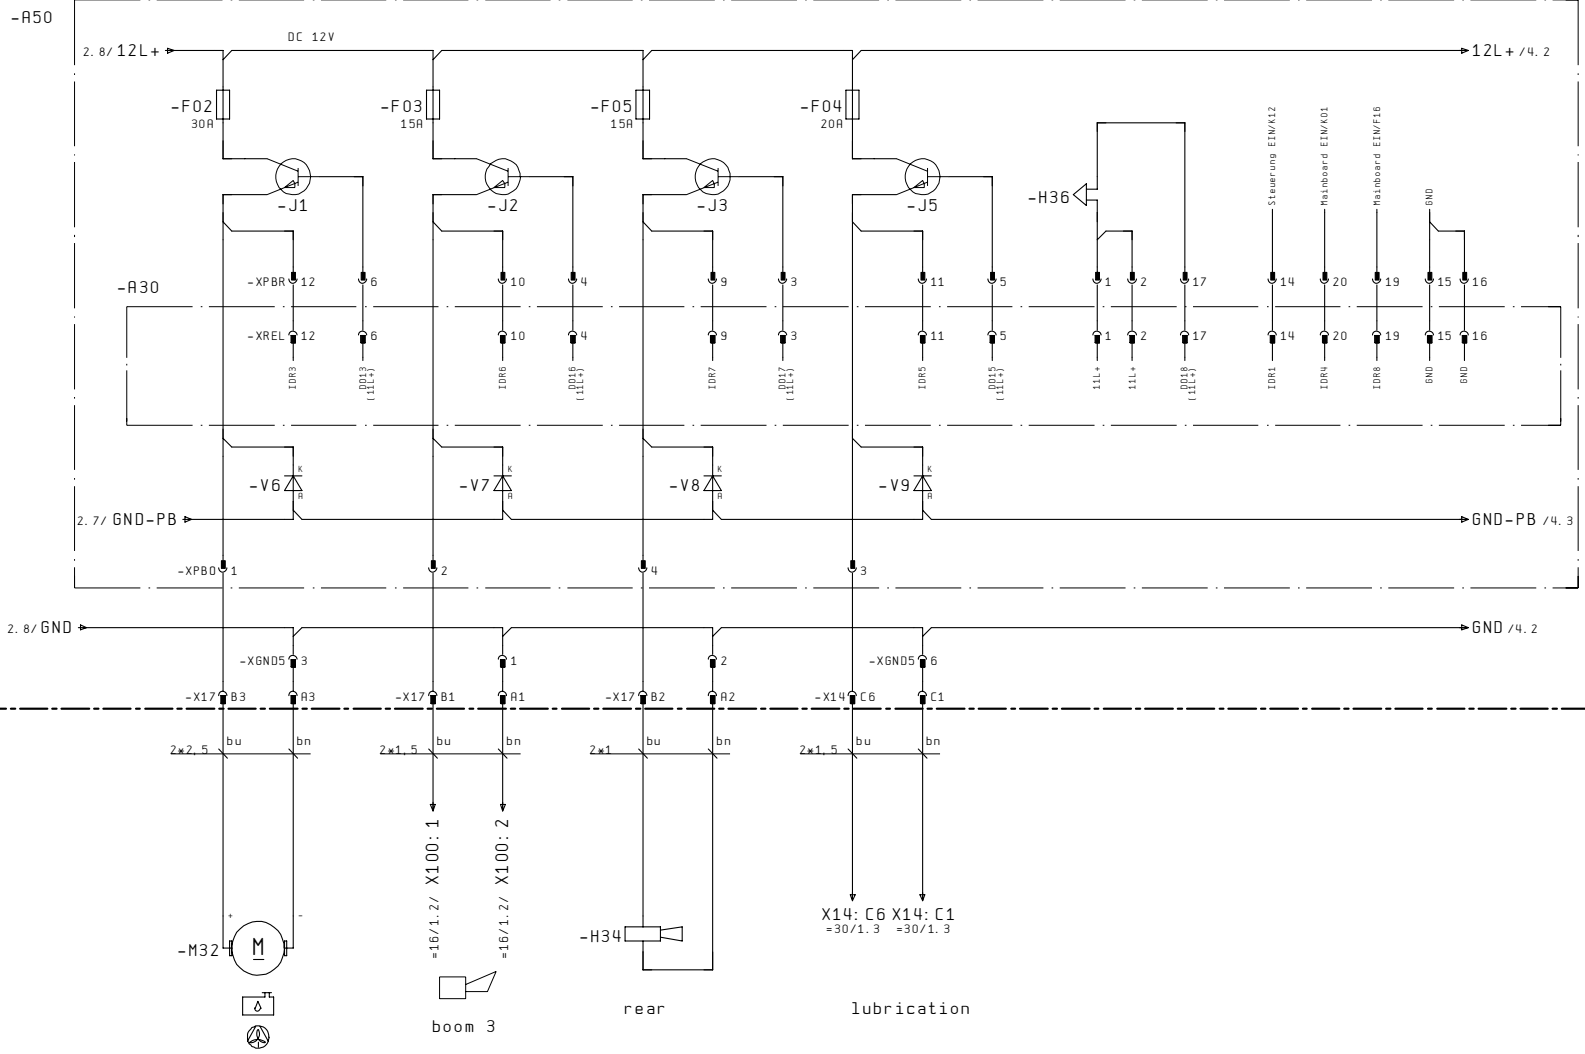 -A50
DC 12V
2.8/ 12L+
12L+ /4.2
-F02
30A
-F03
15A
-F05
15A
-F04
20A
Steuerung EIN/K12
Mainboard EIN/K01
Mainboard EIN/F16
GND
-J1
-J2
-J3
-J5
-H36
-A30
-XPBR 12 6 10 4 9 3 11 5 1 2 17 14 20 19 15 16
-XREL 12 6 10 4 9 3 11 5 1 2 17 14 20 19 15 16
IDR3
DO13
(11L+)
IDR6
DO16
(11L+)
IDR7
DO17
(11L+)
IDR5
DO15
(11L+)
11L+
11L+
DO18
(11L+)
IDR1
IDR4
IDR8
GND
GND
K K K K
-V6 -V7 -V8 -V9
A A A A
2.7/ GND-PB
GND-PB /4.3
-XPBO 1 2 4 3
2.8/ GND
GND /4.2
-XGND5 3 1 2 -XGND5 6
-X17 B3 A3 -X17 B1 A1 -X17 B2 A2 -X14 C6 C1
bu bn bu bn bu bn bu bn
2*2,5 2*1,5 2*1 2*1,5
=16/1.2/ X100:1
=16/1.2/ X100:2
X14:C6 X14:C1
=30/1.3 =30/1.3
+ -
-M32
M
-H34
boom 3
rear
lubrication